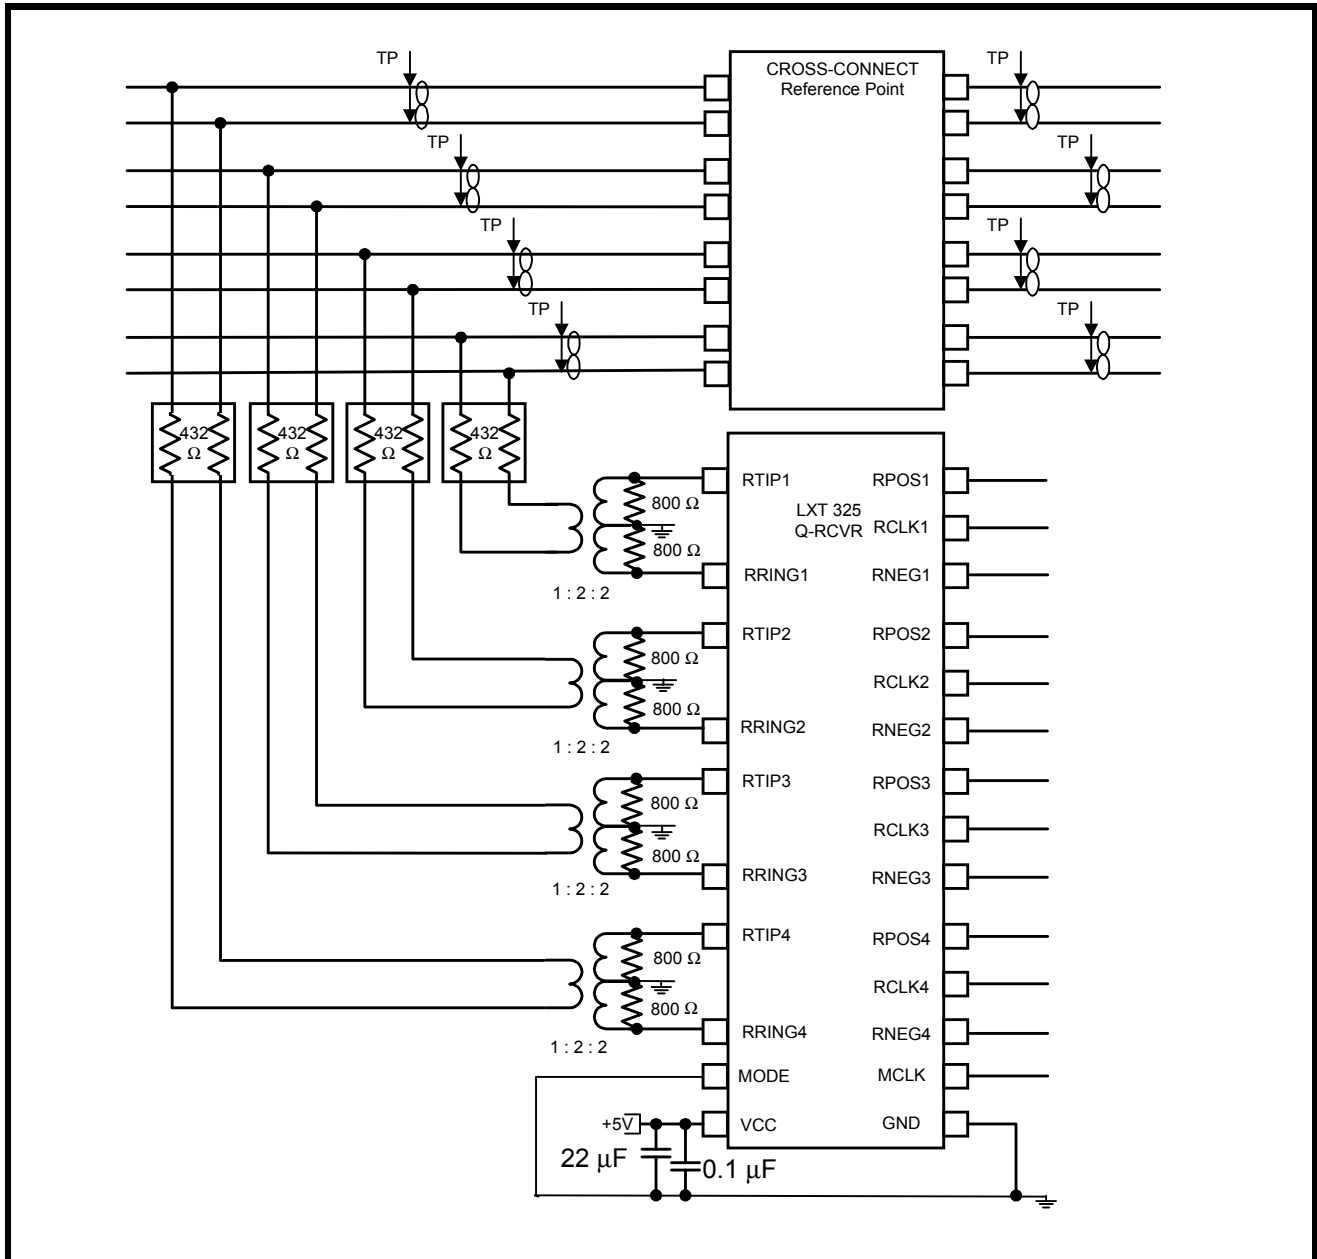 TP
CROSS-CONNECT
Reference Point
TP
TP
TP
TP
TP
TP
TP
432
Ω
432
Ω
432
Ω
432
Ω
RTIP1
RPOS1
800 Ω
LXT 325
Q-RCVR
RCLK1
800 Ω
RRING1
RNEG1
1 : 2 : 2
RTIP2
RPOS2
800 Ω
RCLK2
800 Ω
RRING2
RNEG2
1 : 2 : 2
RTIP3
RPOS3
800 Ω
RCLK3
800 Ω
RRING3
RNEG3
1 : 2 : 2
RTIP4
RPOS4
800 Ω
RCLK4
800 Ω
RRING4
RNEG4
1 : 2 : 2
MODE
MCLK
+5V
VCC
GND
22 μF
0.1 μF